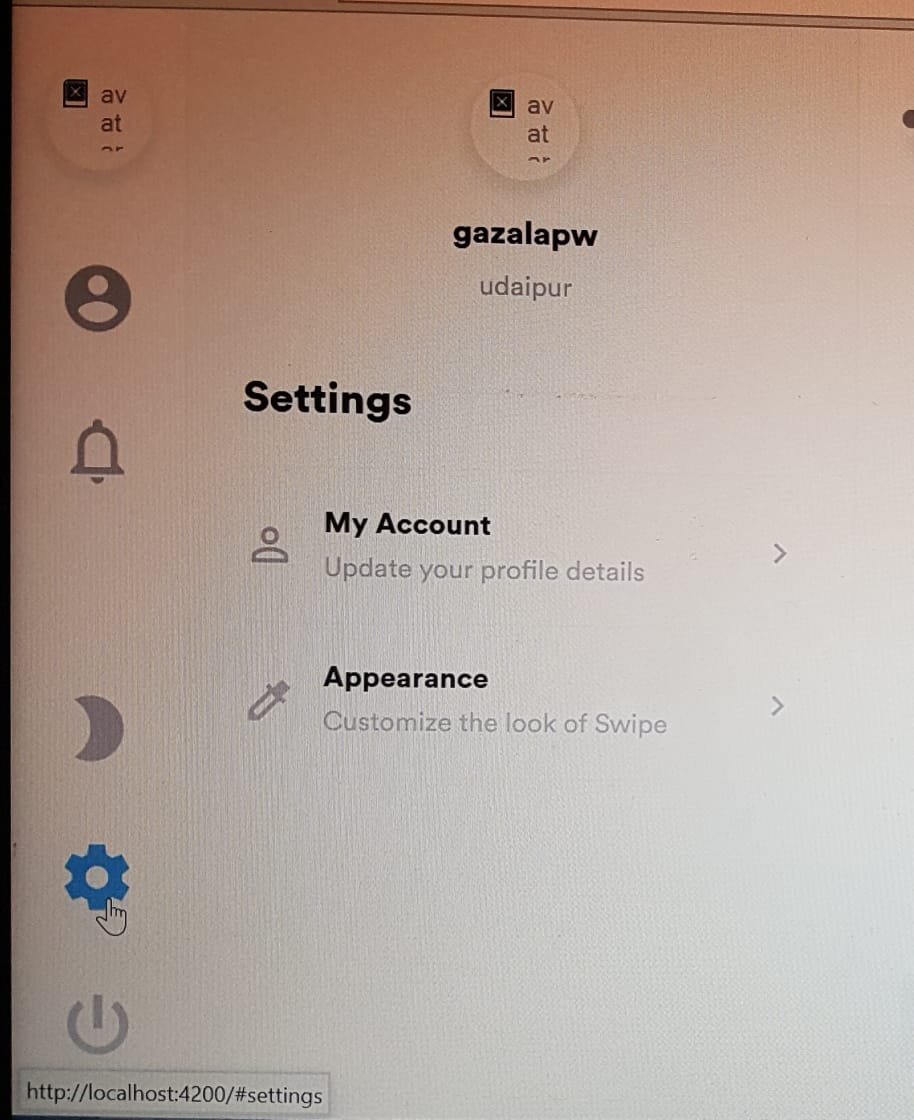 av
at
av
at
gazalapw
udaipur
Settings
My Account
Update your profile details
Appearance
Customize the look of Swipe
http://localhost:4200/#settings